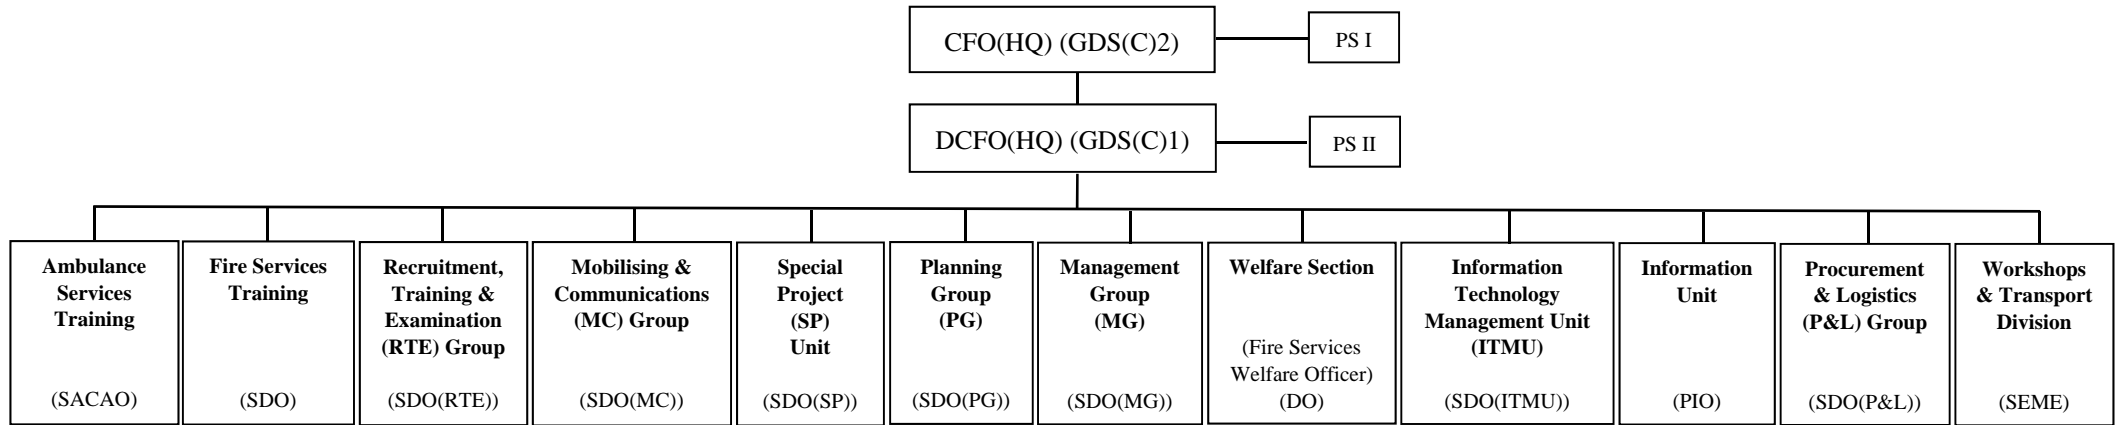 CFO(HQ) (GDS(C)2)
PS I
DCFO(HQ) (GDS(C)1)
PS II
Ambulance
Services
Training
(SACAO)
Fire Services
Training
(SDO)
Recruitment,
Training &
Examination
(RTE) Group
(SDO(RTE))
Mobilising &
Communications
(MC) Group
(SDO(MC))
Special
Project
(SP)
Unit
(SDO(SP))
Planning
Group
(PG)
(SDO(PG))
Management
Group
(MG)
(SDO(MG))
Welfare Section
(Fire Services
Welfare Officer)
(DO)
Information
Technology
Management Unit
(ITMU)
(SDO(ITMU))
Information
Unit
(PIO)
Procurement
& Logistics
(P&L) Group
(SDO(P&L))
Workshops
& Transport
Division
(SEME)